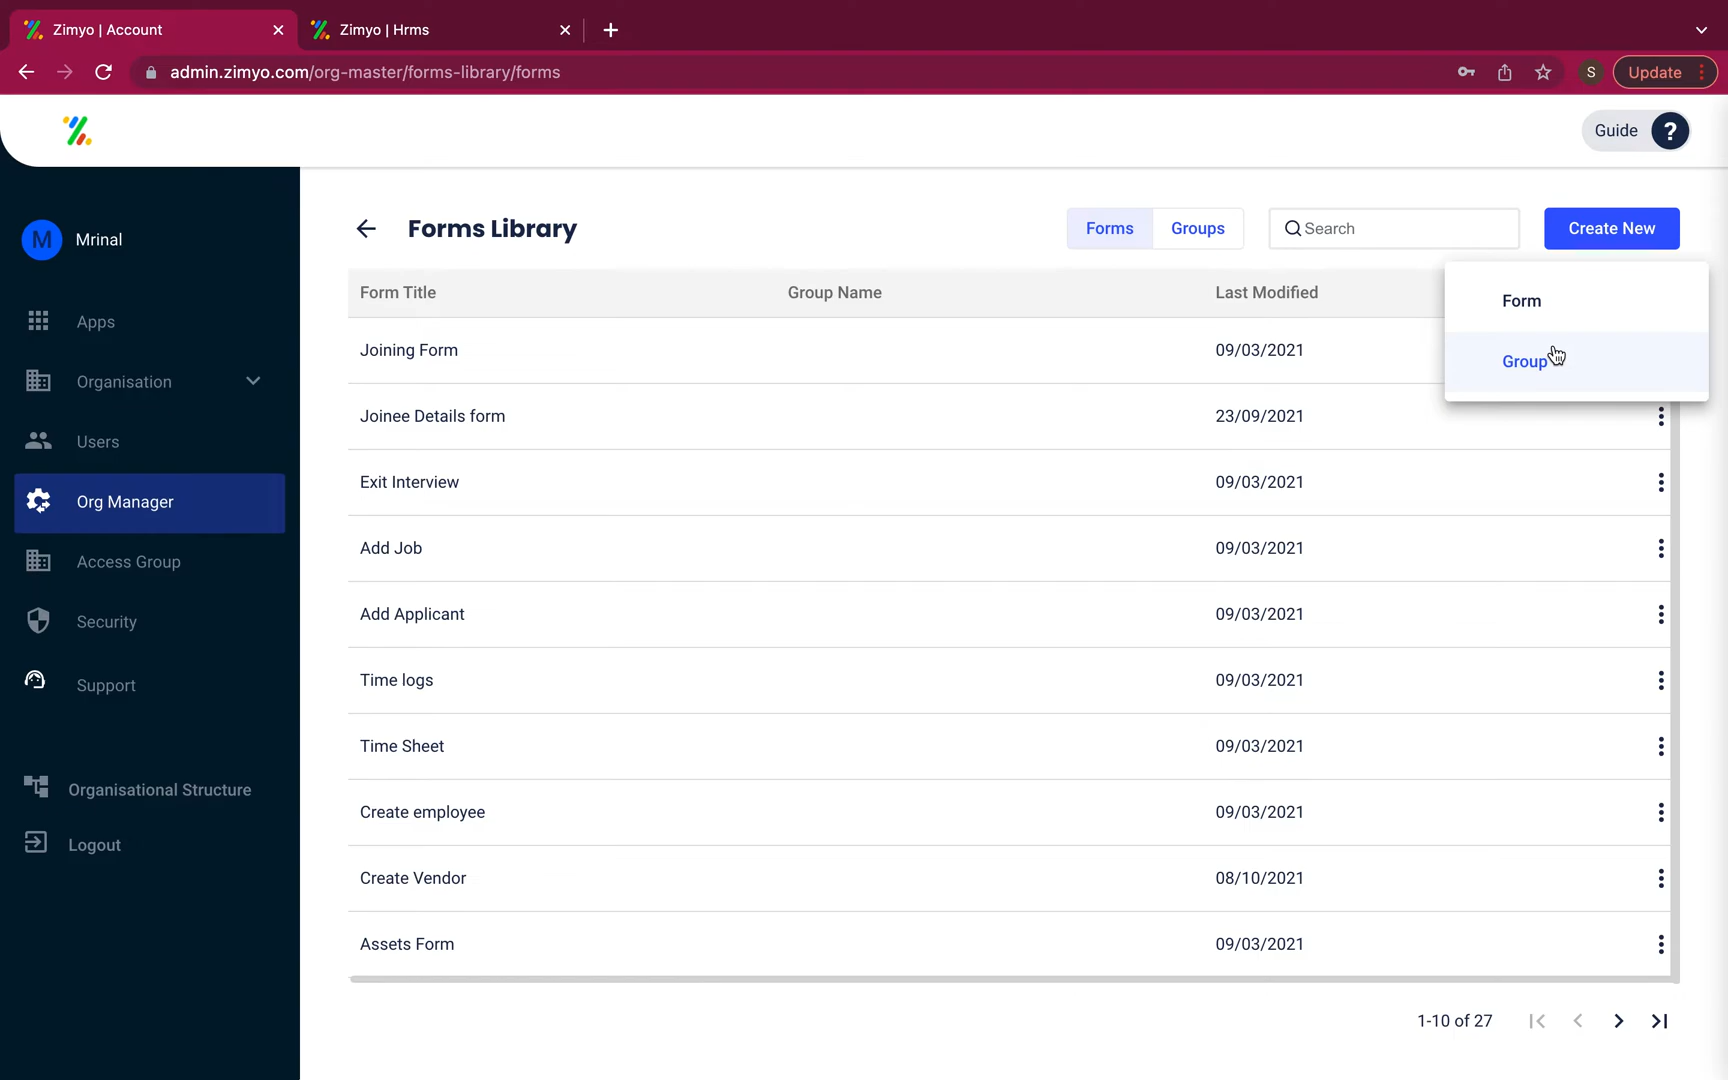 Zimyo | Account
Zimyo | Hrms
admin.zimyo.com/org-master/forms-library/forms
S
Update
Guide ?
M Mrinal
Apps
Organisation
Users
Org Manager
Access Group
Security
Support
Organisational Structure
Logout
Forms Library
Forms
Groups
Search
Create New
Form
Group
Form Title Group Name Last Modified
Joining Form 09/03/2021
Joinee Details form 23/09/2021
Exit Interview 09/03/2021
Add Job 09/03/2021
Add Applicant 09/03/2021
Time logs 09/03/2021
Time Sheet 09/03/2021
Create employee 09/03/2021
Create Vendor 08/10/2021
Assets Form 09/03/2021
1-10 of 27